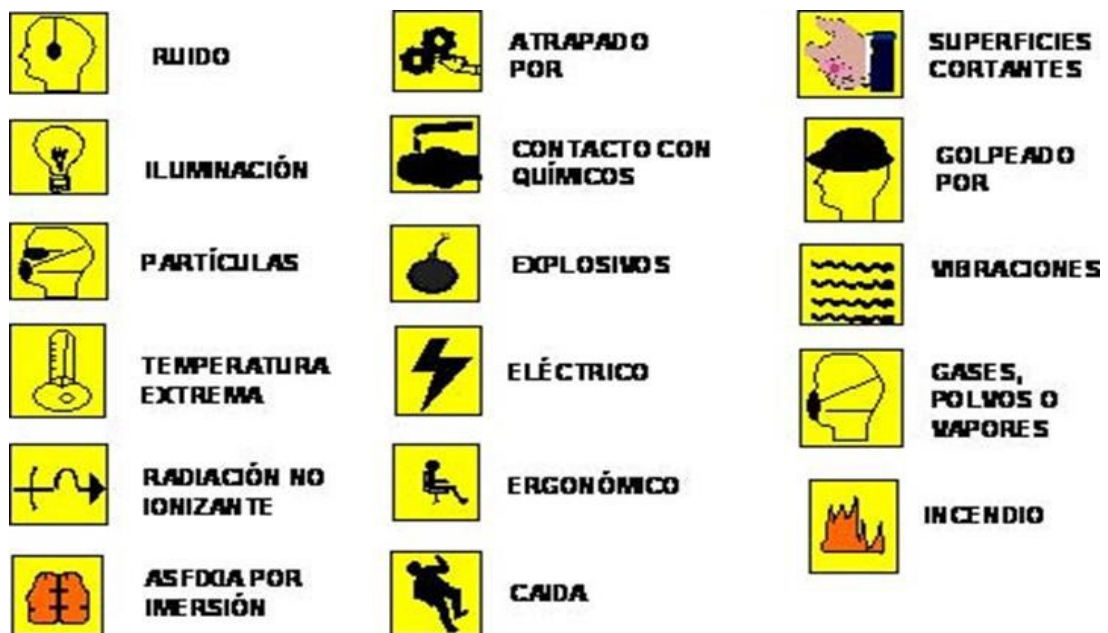 RUIDO
ILUMINACIÓN
PARTÍCULAS
TEMPERATURA
EXTREMA
RADIACIÓN NO
IONIZANTE
ASFIXIA POR
IMERSIÓN
ATRAPADO
POR
CONTACTO CON
QUÍMICOS
EXPLOSIVOS
ELÉCTRICO
ERGONÓMICO
CAIDA
SUPERFICIES
CORTANTES
GOLPEADO
POR
VIBRACIONES
GASES,
POLVOS O
VAPORES
INCENDIO